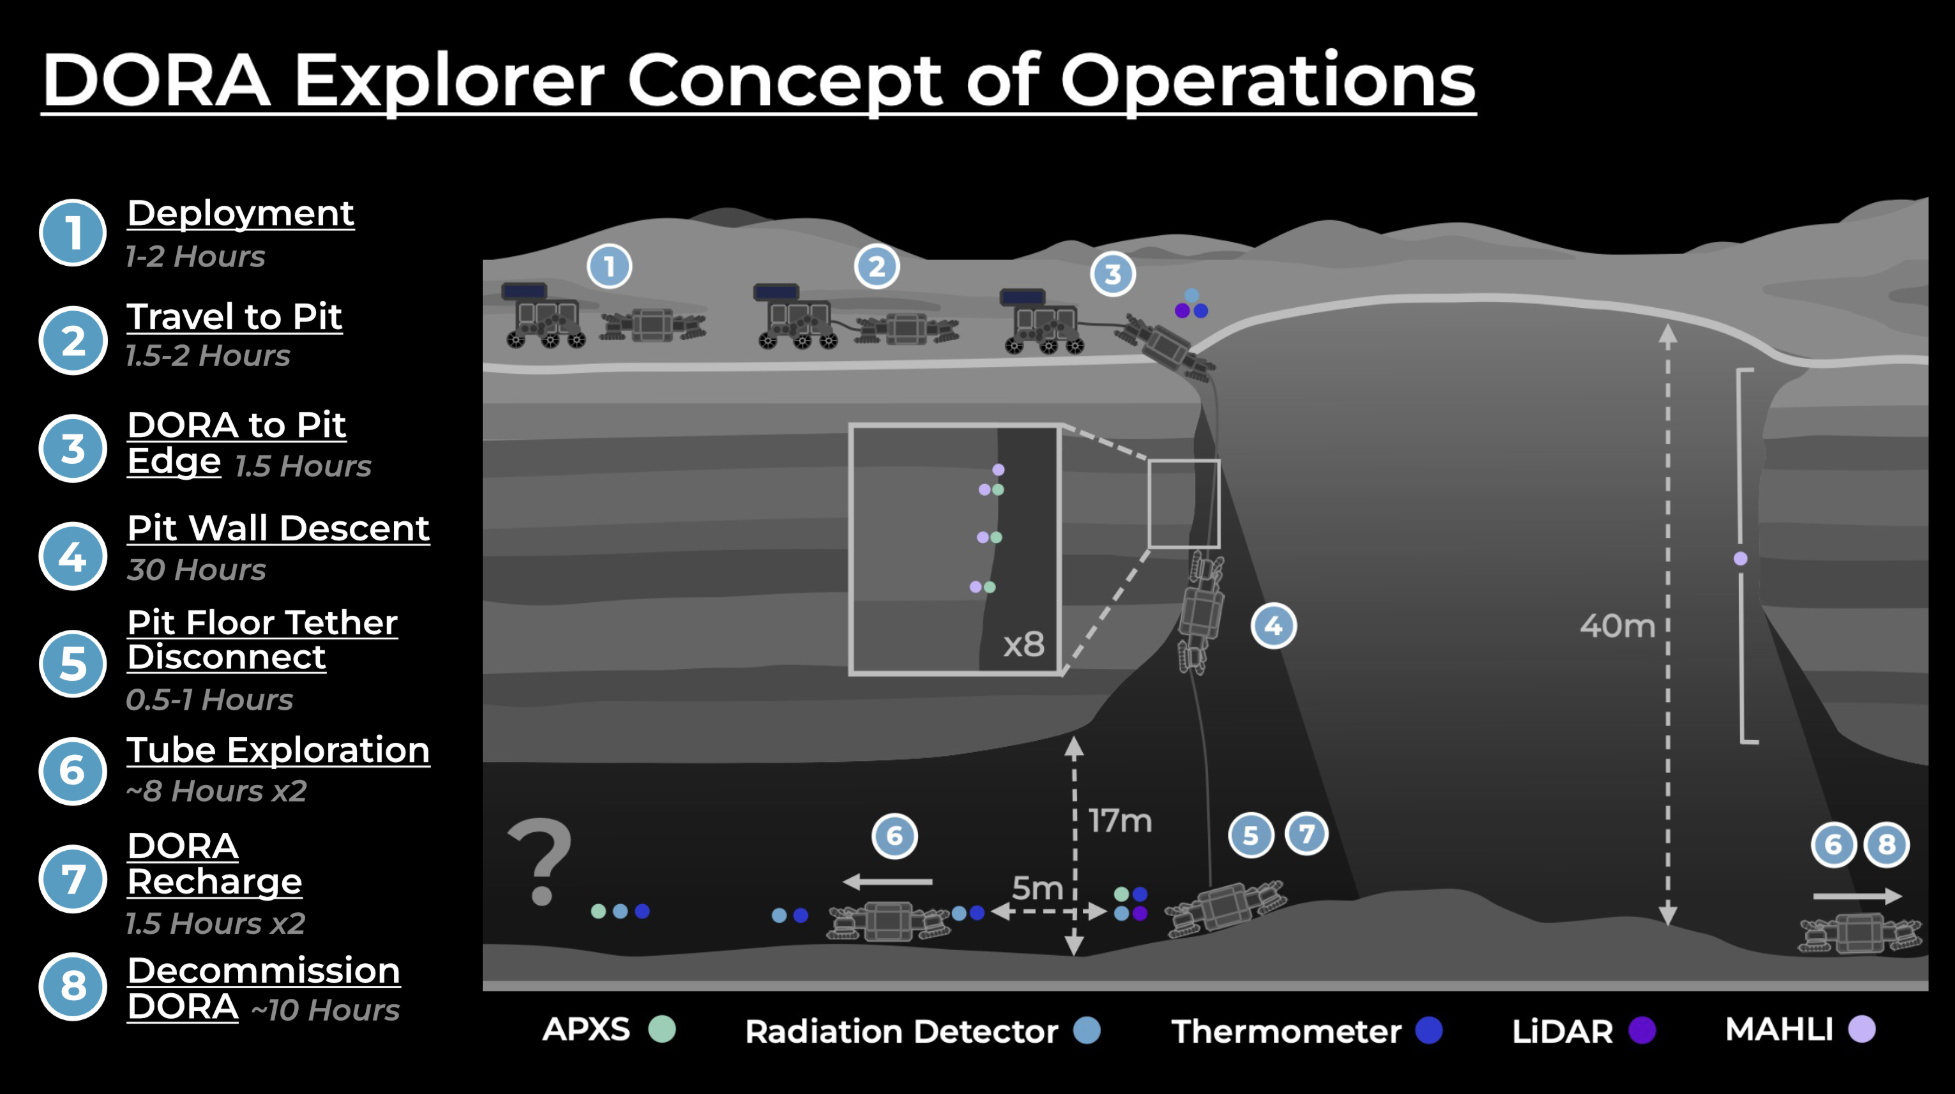 DORA Explorer Concept of Operations
1 Deployment
1-2 Hours
2 Travel to Pit
1.5-2 Hours
3 DORA to Pit
Edge 1.5 Hours
4 Pit Wall Descent
30 Hours
5 Pit Floor Tether
Disconnect
0.5-1 Hours
6 Tube Exploration
~8 Hours x2
7 DORA
Recharge
1.5 Hours x2
8 Decommission
DORA ~10 Hours
1 2 3
x8
4
40m
6
17m
5 7
6 8
?
5m
APXS Radiation Detector Thermometer LiDAR MAHLI